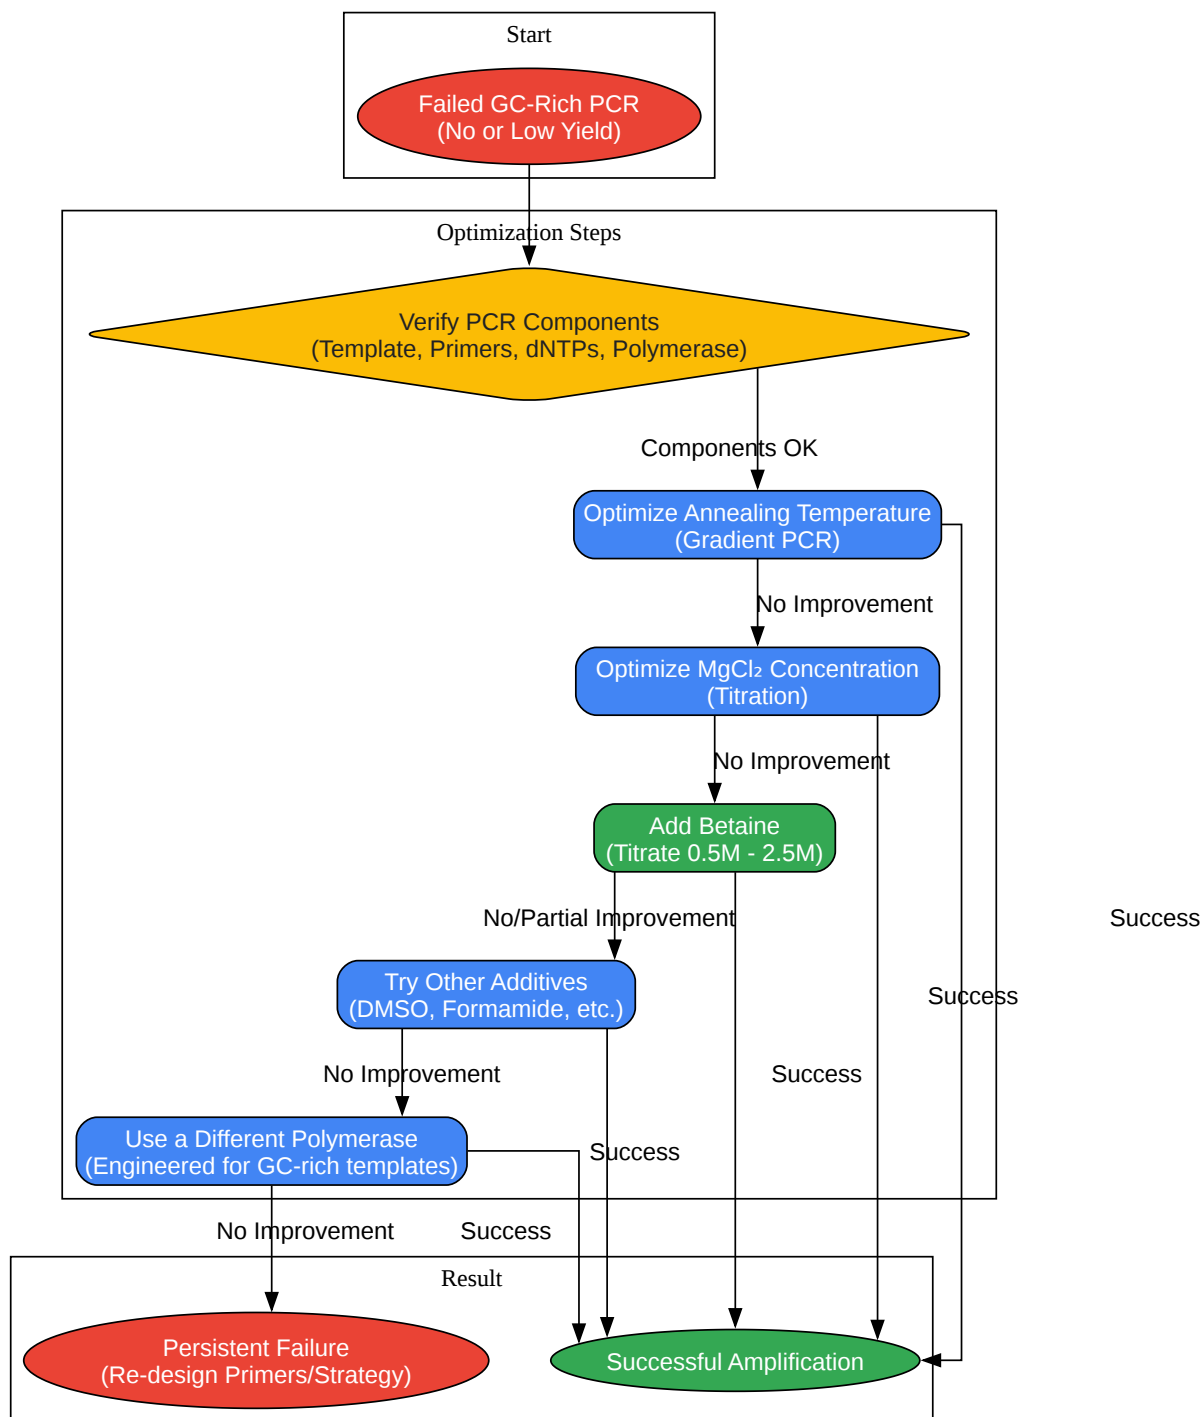 Start
Failed GC-Rich PCR
(No or Low Yield)
Optimization Steps
Verify PCR Components
(Template, Primers, dNTPs, Polymerase)
Components OK
Optimize Annealing Temperature
(Gradient PCR)
No Improvement
Optimize MgCl₂ Concentration
(Titration)
No Improvement
Add Betaine
(Titrate 0.5M - 2.5M)
No/Partial Improvement
Success
Try Other Additives
(DMSO, Formamide, etc.)
Success
No Improvement
Success
Use a Different Polymerase
(Engineered for GC-rich templates)
Success
No Improvement
Success
Result
Persistent Failure
(Re-design Primers/Strategy)
Successful Amplification